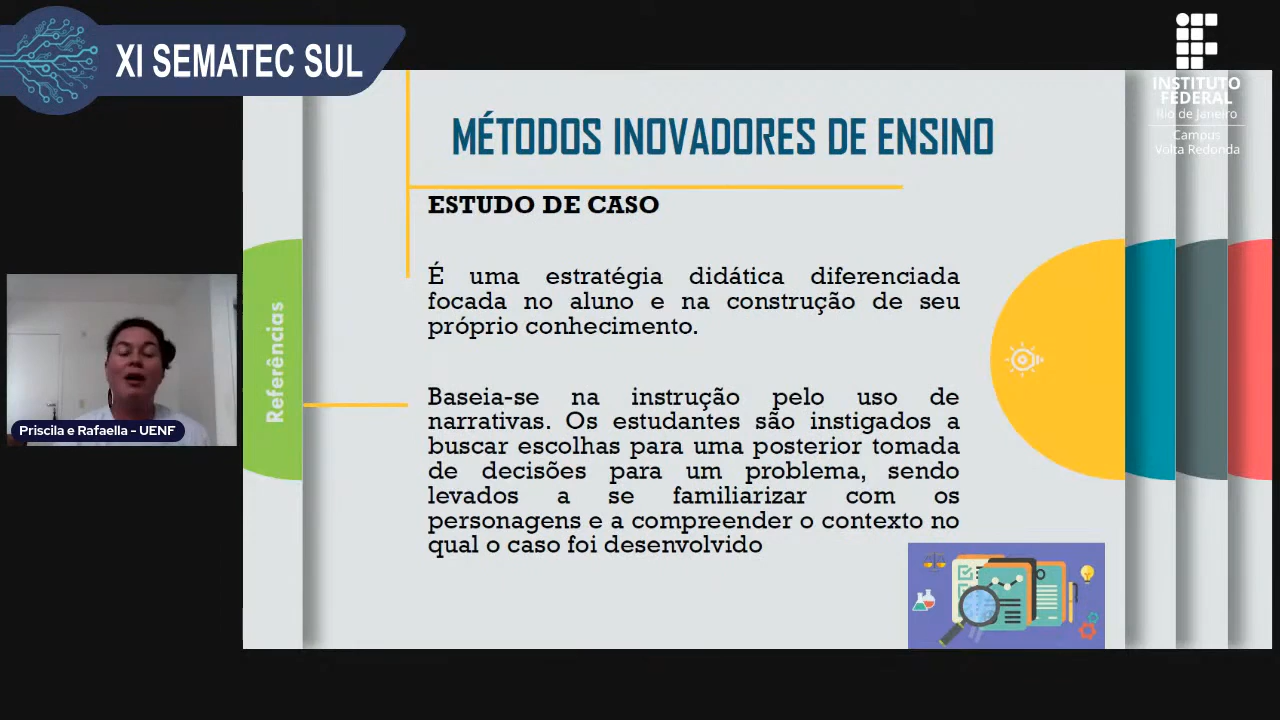 XI SEMATEC SUL
INSTITUTO
FEDERAL
Rio de Janeiro
Campus
Volta Redonda
MÉTODOS INOVADORES DE ENSINO
ESTUDO DE CASO
É uma estratégia didática diferenciada
focada no aluno e na construção de seu
próprio conhecimento.
Baseia-se na instrução pelo uso de
narrativas. Os estudantes são instigados a
buscar escolhas para uma posterior tomada
de decisões para um problema, sendo
levados a se familiarizar com os
personagens e a compreender o contexto no
qual o caso foi desenvolvido
Referências
Priscila e Rafaella - UENF